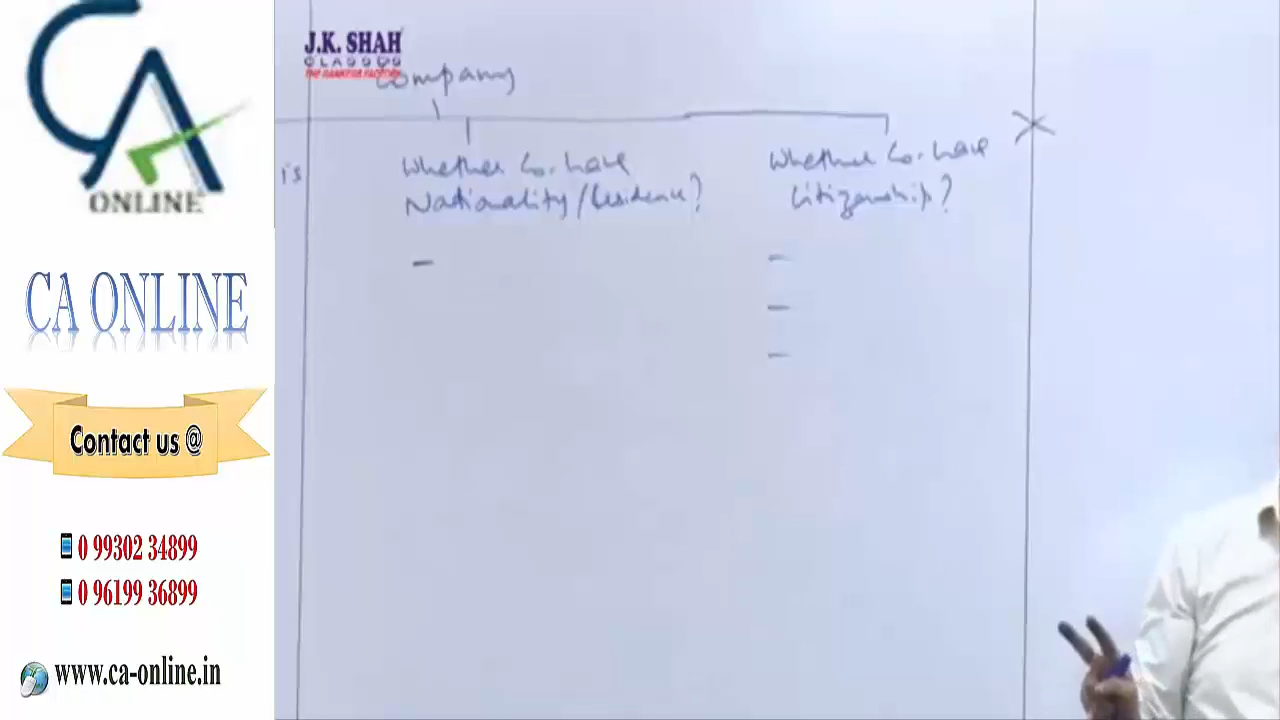 CA
ONLINE
CA ONLINE
Contact us @
0 99302 34899
0 96199 36899
www.ca-online.in
J.K. SHAH
CLASSES
Company
is
Whether Co. have
Nationality/Residence?
Whether Co. have
Citizenship?